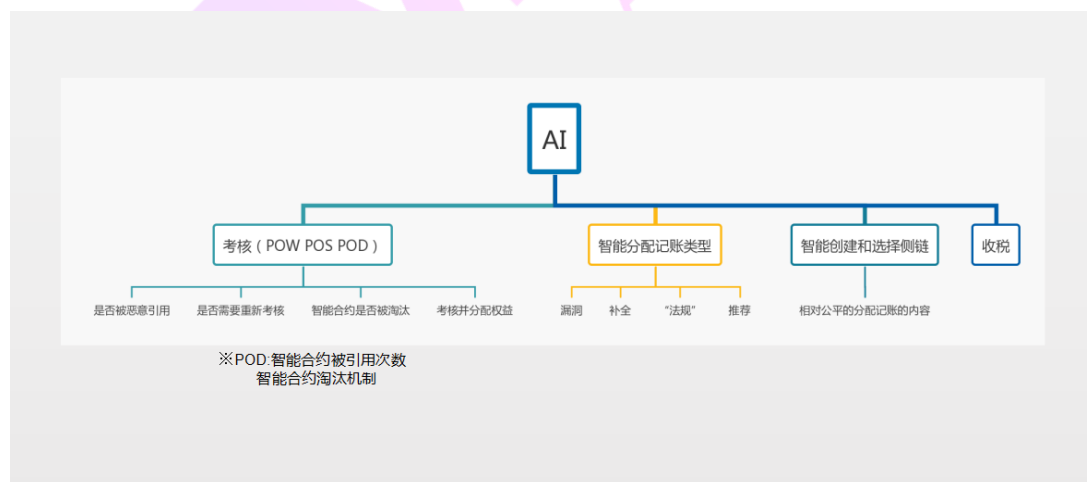 AI
考核（POW POS POD）
智能分配记账类型
智能创建和选择侧链
收税
是否被恶意引用
是否需要重新考核
智能合约是否被淘汰
考核并分配权益
漏洞
补全
“法规”
推荐
相对公平的分配记账的内容
※POD:智能合约被引用次数
智能合约淘汰机制